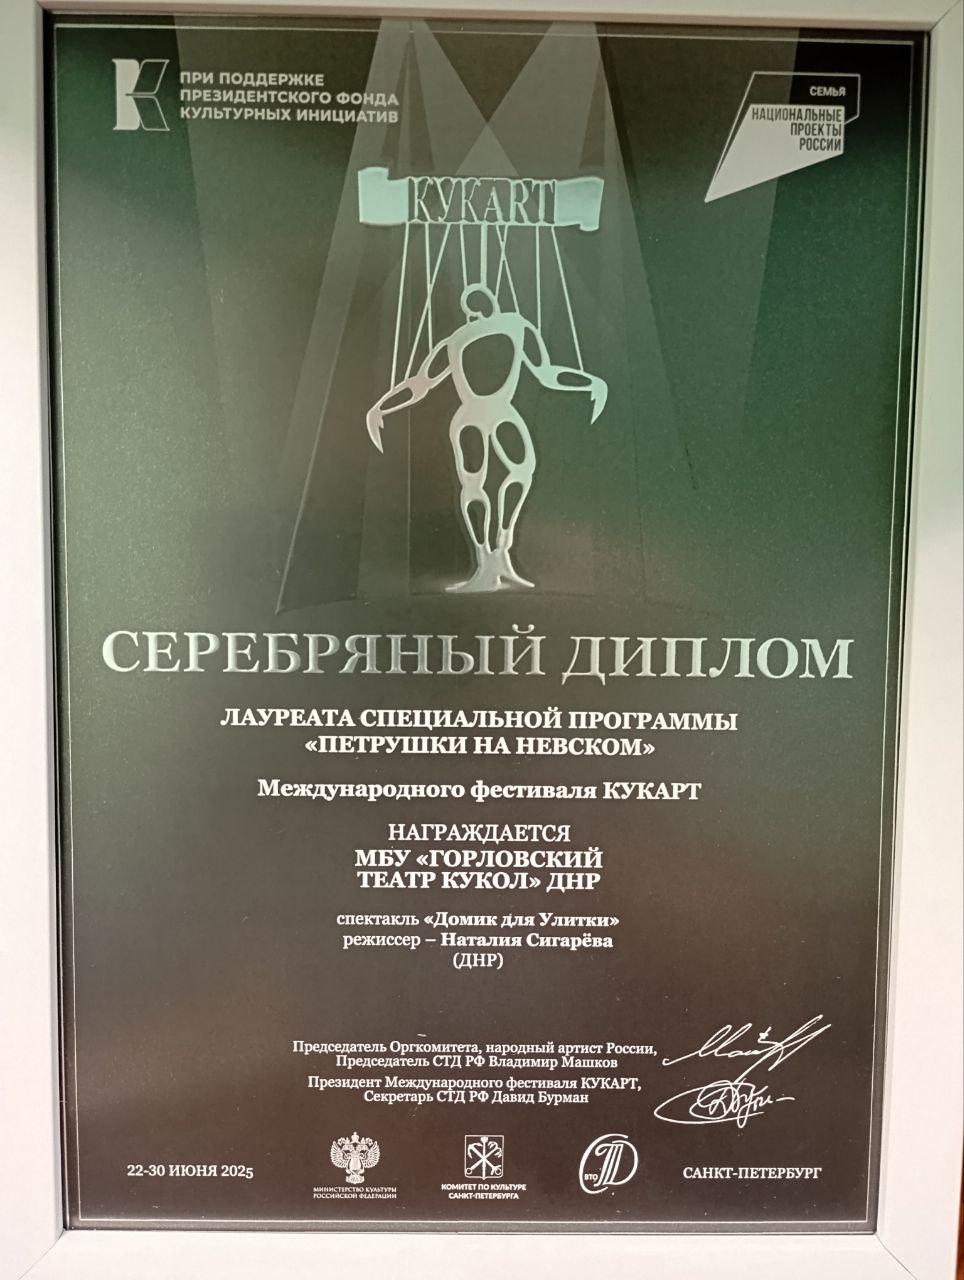 ПРИ ПОДДЕРЖКЕ
ПРЕЗИДЕНТСКОГО ФОНДА
КУЛЬТУРНЫХ ИНИЦИАТИВ
СЕМЬЯ
НАЦИОНАЛЬНЫЕ
ПРОЕКТЫ
РОССИИ
КУКАRТ
СЕРЕБРЯНЫЙ ДИПЛОМ
ЛАУРЕАТА СПЕЦИАЛЬНОЙ ПРОГРАММЫ
«ПЕТРУШКИ НА НЕВСКОМ»
Международного фестиваля КУКАРТ
НАГРАЖДАЕТСЯ
МБУ «ГОРЛОВСКИЙ
ТЕАТР КУКОЛ» ДНР
спектакль «Домик для Улитки»
режиссер – Наталия Сигарёва
(ДНР)
Председатель Оргкомитета, народный артист России,
Председатель СТД РФ Владимир Машков
Президент Международного фестиваля КУКАРТ,
Секретарь СТД РФ Давид Бурман
22-30 ИЮНЯ 2025
МИНИСТЕРСТВО КУЛЬТУРЫ
РОССИЙСКОЙ ФЕДЕРАЦИИ
КОМИТЕТ ПО КУЛЬТУРЕ
САНКТ-ПЕТЕРБУРГА
ВТО
САНКТ-ПЕТЕРБУРГ